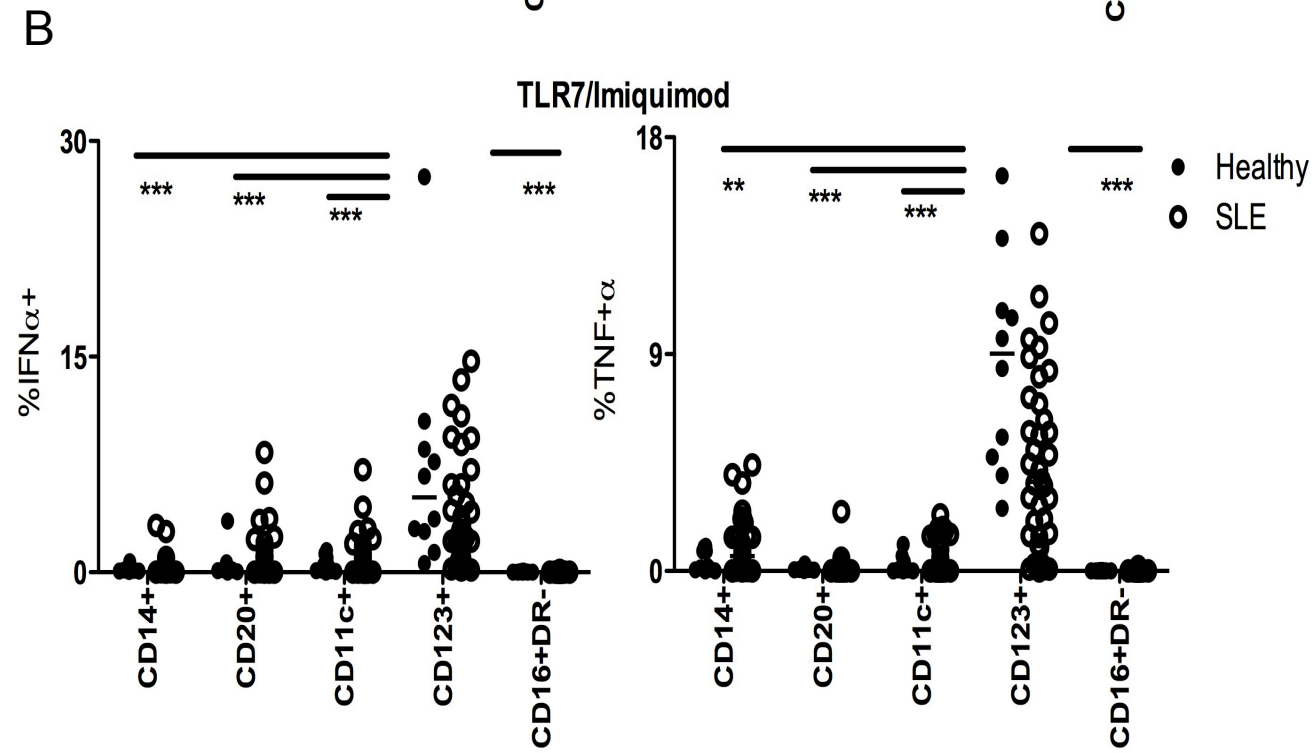 B
TLR7/Imiquimod
30
15
0
%IFNα+
***
***
***
***
CD14+
CD20+
CD11c+
CD123+
CD16+DR-
18
9
0
%TNF+α
**
***
***
***
CD14+
CD20+
CD11c+
CD123+
CD16+DR-
Healthy
SLE